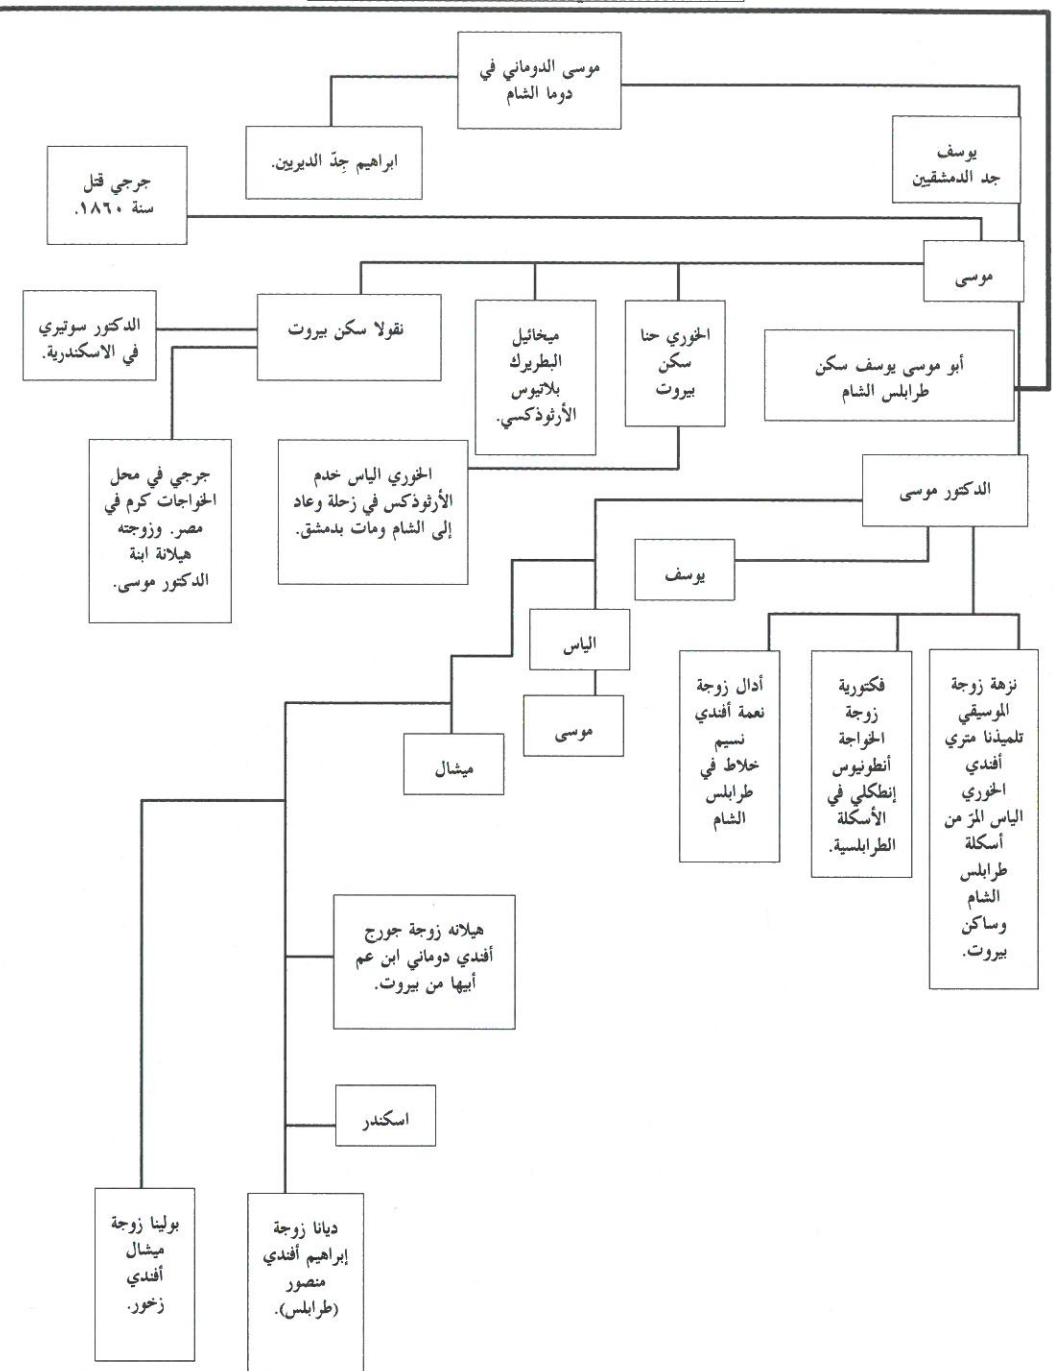 موسى الدوماني في
دوما الشام
ابراهيم جِدّ الديريين.
يوسف
جد الدمشقيين
جرجي قتل
سنة ١٨٦٠.
موسى
الدكتور سوتيري
في الاسكندرية.
نقولا سكن بيروت
ميخائيل
البطريرك
بلاتيوس
الأرثوذكسي.
الخوري حنا
سكن
بيروت
أبو موسى يوسف سكن
طرابلس الشام
جرجي في محل
الخواجات كرم في
مصر. وزوجته
هيلانة ابنة
الدكتور موسى.
الخوري الياس خدم
الأرثوذكس في زحلة وعاد
إلى الشام ومات بدمشق.
الدكتور موسى
يوسف
الياس
موسى
ميشال
نزهة زوجة
الموسيقي
تلميذنا متري
أفندي
الخوري
الياس المرّ من
أسكلة
طرابلس
الشام
وساكن
بيروت.
فكتورية
زوجة
الخواجة
أنطونيوس
إنطكلي في
الأسكلة
الطرابلسية.
أدال زوجة
نعمة أفندي
نسيم
خلاط في
طرابلس
الشام
هيلانه زوجة جورج
أفندي دوماني ابن عم
أبيها من بيروت.
اسكندر
ديانا زوجة
إبراهيم أفندي
منصور
(طرابلس).
بولينا زوجة
ميشال
أفندي
زخور.